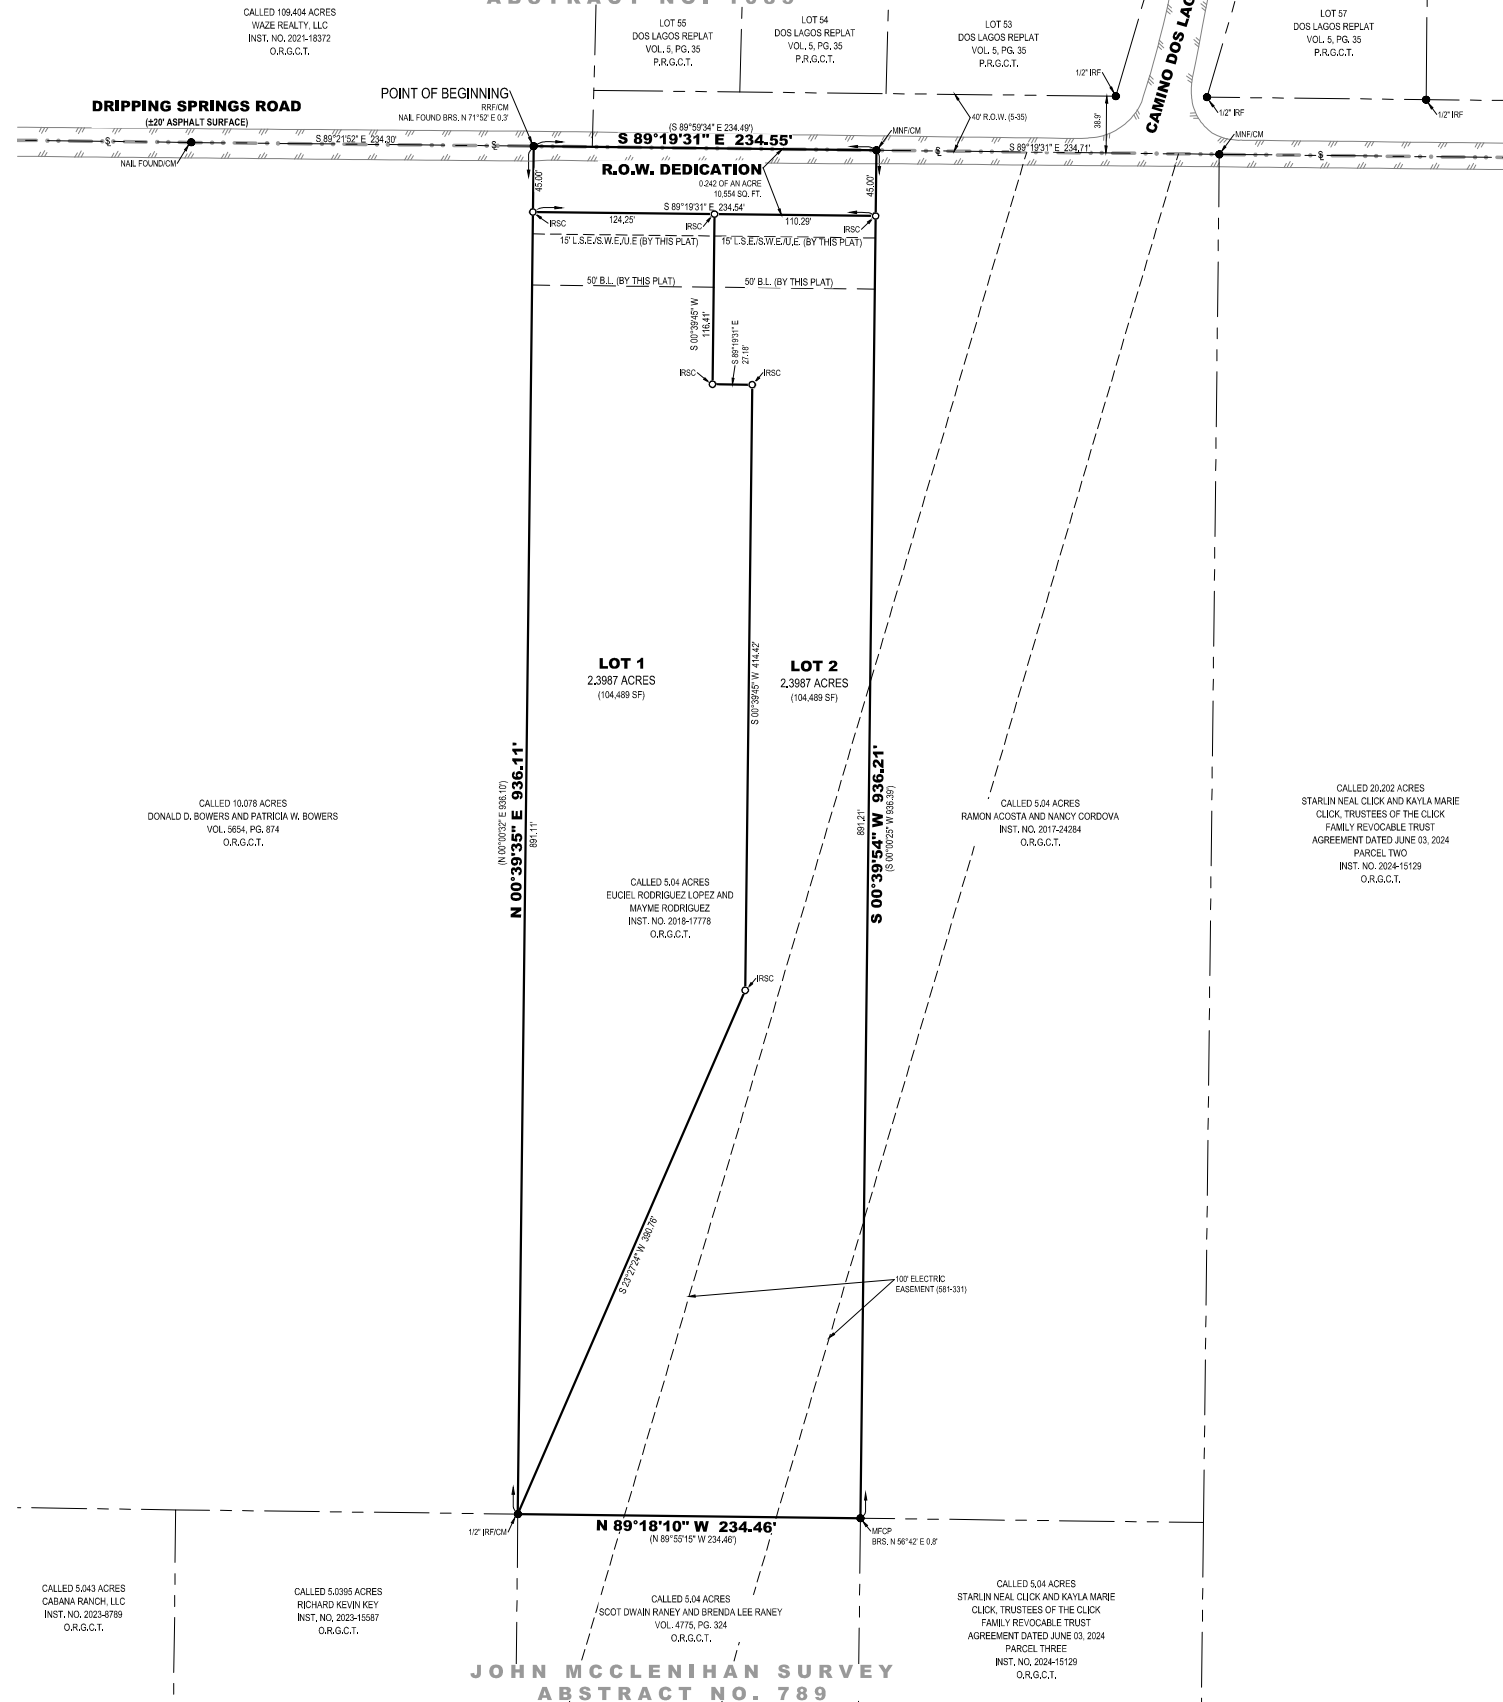 CALLED 109.404 ACRES
WAZE REALTY, LLC
INST. NO. 2021-18372
O.R.G.C.T.
LOT 55
DOS LAGOS REPLAT
VOL. 5, PG. 35
P.R.G.C.T.
LOT 54
DOS LAGOS REPLAT
VOL. 5, PG. 35
P.R.G.C.T.
LOT 53
DOS LAGOS REPLAT
VOL. 5, PG. 35
P.R.G.C.T.
LOT 57
DOS LAGOS REPLAT
VOL. 5, PG. 35
P.R.G.C.T.
CAMINO DOS
1/2" IRF
1/2" IRF
1/2" IRF
DRIPPING SPRINGS ROAD
(±20' ASPHALT SURFACE)
POINT OF BEGINNING
RRF/CM
NAIL FOUND BRS. N 71°52' E 0.3'
S 89°21'52" E 234.30'
NAIL FOUND/CM
(S 89°59'34" E 234.49')
S 89°19'31" E 234.55'
MNF/CM
40' R.O.W. (5-35)
38.9'
S 89°19'31" E 234.71'
MNF/CM
R.O.W. DEDICATION
0.242 OF AN ACRE
10,554 SQ. FT.
45.00'
45.00'
S 89°19'31" E 234.54'
124.25'
110.29'
IRSC
IRSC
IRSC
15' L.S.E./S.W.E./U.E (BY THIS PLAT)
15' L.S.E./S.W.E./U.E. (BY THIS PLAT)
50' B.L. (BY THIS PLAT)
50' B.L. (BY THIS PLAT)
S 00°39'45" W
116.41'
S 89°19'31" E
27.18'
IRSC
IRSC
LOT 1
2.3987 ACRES
(104,489 SF)
LOT 2
2.3987 ACRES
(104,489 SF)
S 00°39'45" W 414.42'
(N 00°00'32" E 936.10')
N 00°39'35" E 936.11'
891.11'
891.21'
S 00°39'54" W 936.21'
(S 00°00'25" W 936.39')
CALLED 10.078 ACRES
DONALD D. BOWERS AND PATRICIA W. BOWERS
VOL. 5654, PG. 874
O.R.G.C.T.
CALLED 5.04 ACRES
RAMON ACOSTA AND NANCY CORDOVA
INST. NO. 2017-24284
O.R.G.C.T.
CALLED 20.202 ACRES
STARLIN NEAL CLICK AND KAYLA MARIE
CLICK, TRUSTEES OF THE CLICK
FAMILY REVOCABLE TRUST
AGREEMENT DATED JUNE 03, 2024
PARCEL TWO
INST. NO. 2024-15129
O.R.G.C.T.
CALLED 5.04 ACRES
EUCIEL RODRIGUEZ LOPEZ AND
MAYME RODRIGUEZ
INST. NO. 2018-17778
O.R.G.C.T.
IRSC
S 23°27'24" W 390.76'
100' ELECTRIC
EASEMENT (581-331)
1/2" IRF/CM
N 89°18'10" W 234.46'
(N 89°55'15" W 234.46')
MFCP
BRS. N 56°42' E 0.8'
CALLED 5.043 ACRES
CABANA RANCH, LLC
INST. NO. 2023-8789
O.R.G.C.T.
CALLED 5.0395 ACRES
RICHARD KEVIN KEY
INST. NO. 2023-15587
O.R.G.C.T.
CALLED 5.04 ACRES
SCOT DWAIN RANEY AND BRENDA LEE RANEY
VOL. 4775, PG. 324
O.R.G.C.T.
CALLED 5.04 ACRES
STARLIN NEAL CLICK AND KAYLA MARIE
CLICK, TRUSTEES OF THE CLICK
FAMILY REVOCABLE TRUST
AGREEMENT DATED JUNE 03, 2024
PARCEL THREE
INST. NO. 2024-15129
O.R.G.C.T.
JOHN MCCLENIHAN SURVEY
ABSTRACT NO. 789